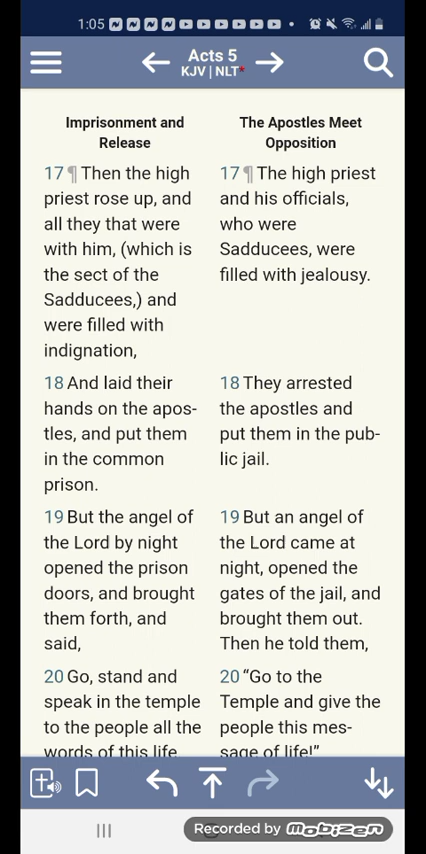 1:05
Acts 5
KJV | NLT*
Imprisonment and
Release
17 ¶ Then the high
priest rose up, and
all they that were
with him, (which is
the sect of the
Sadducees,) and
were filled with
indignation,
18 And laid their
hands on the apos-
tles, and put them
in the common
prison.
19 But the angel of
the Lord by night
opened the prison
doors, and brought
them forth, and
said,
20 Go, stand and
speak in the temple
to the people all the
words of this life.
The Apostles Meet
Opposition
17 ¶ The high priest
and his officials,
who were
Sadducees, were
filled with jealousy.
18 They arrested
the apostles and
put them in the pub-
lic jail.
19 But an angel of
the Lord came at
night, opened the
gates of the jail, and
brought them out.
Then he told them,
20 “Go to the
Temple and give the
people this mes-
sage of life!”
Recorded by mobizen